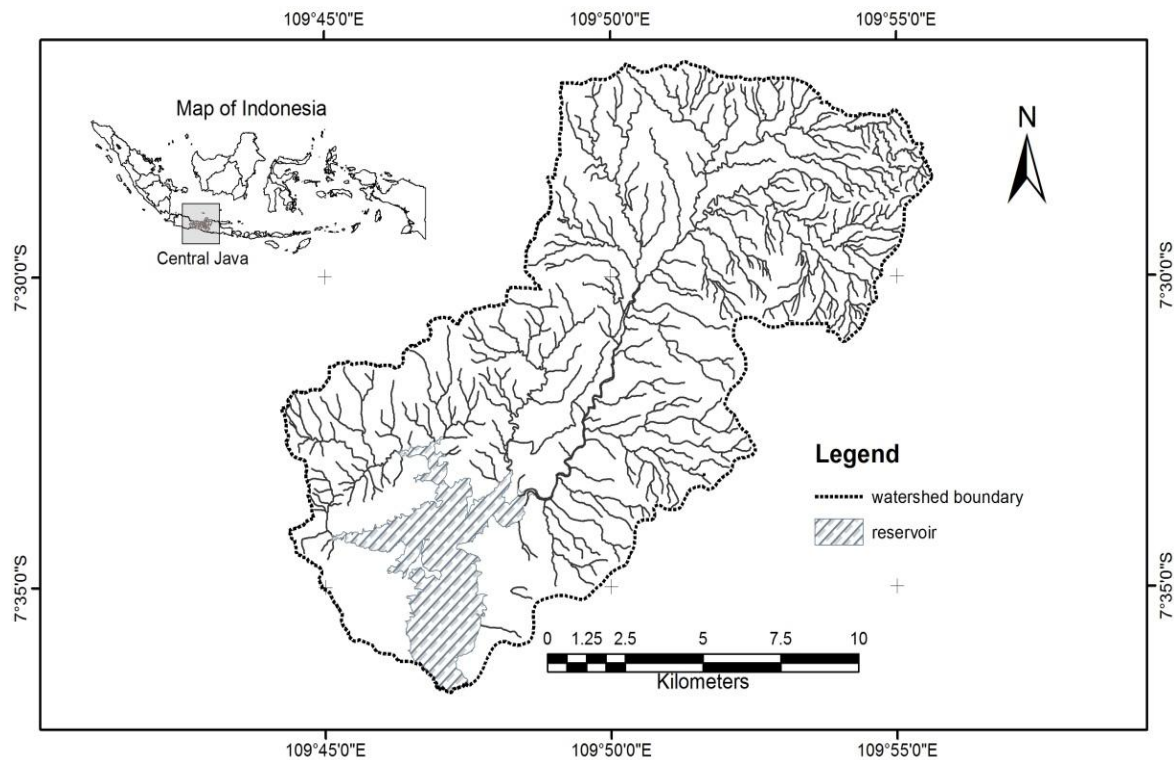 109°45'0"E
109°50'0"E
109°55'0"E
Map of Indonesia
N
Central Java
7°30'0"S
7°30'0"S
Legend
watershed boundary
reservoir
7°35'0"S
7°35'0"S
0 1.25 2.5 5 7.5 10
Kilometers
109°45'0"E
109°50'0"E
109°55'0"E